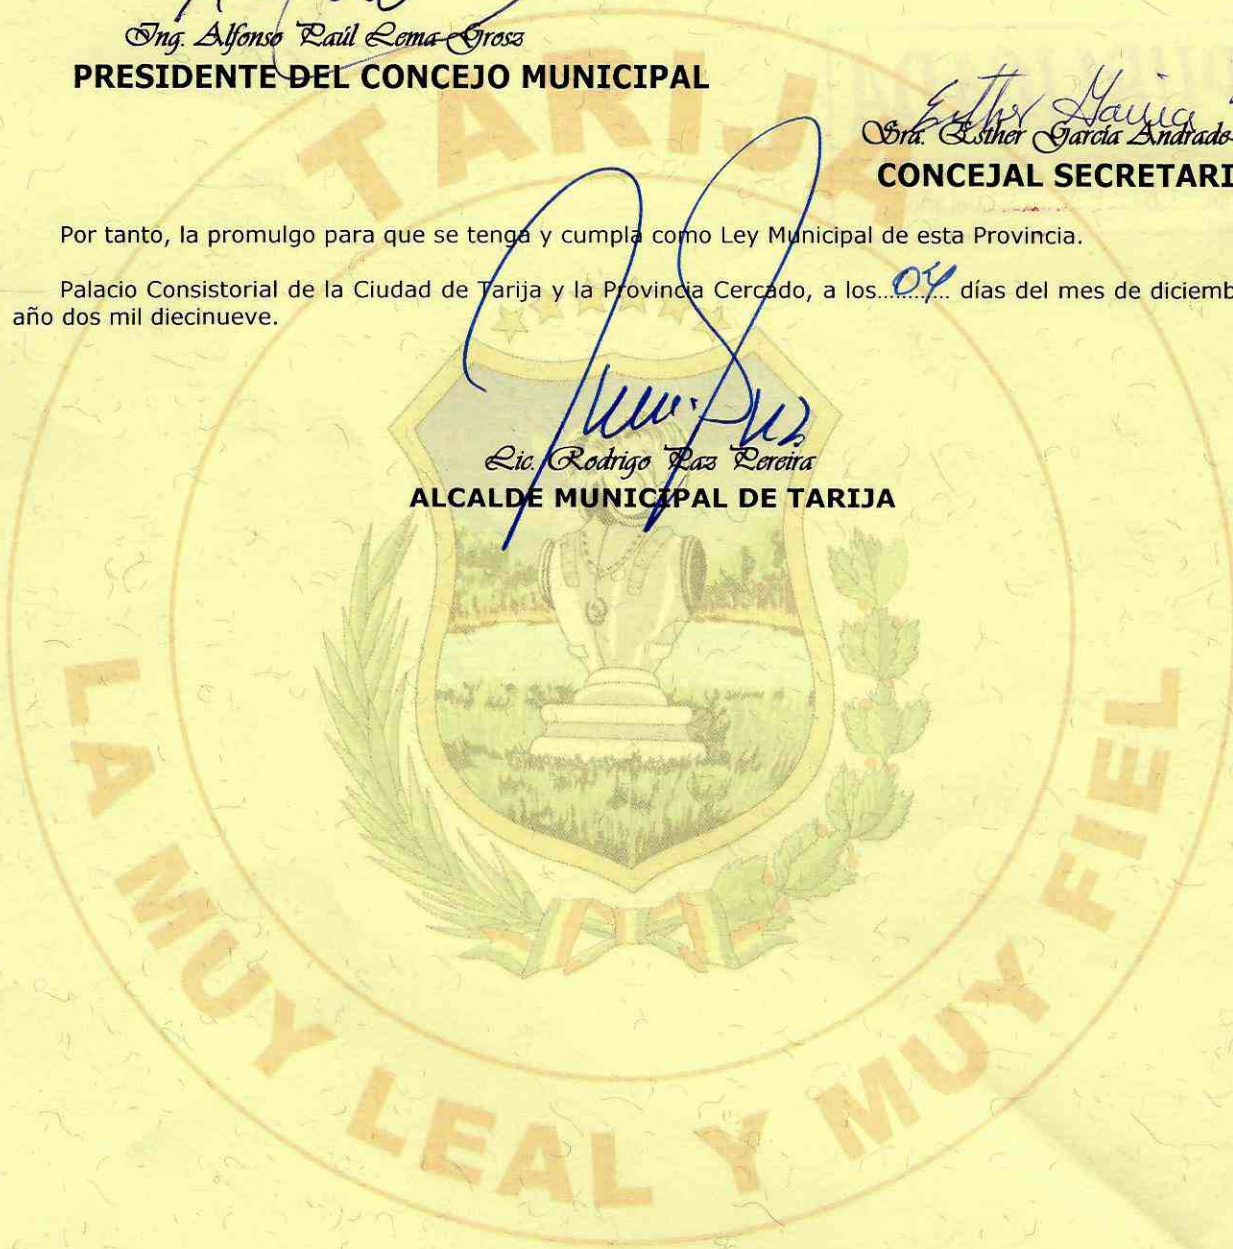 Ing. Alfonso Paúl Lema Grosz
PRESIDENTE DEL CONCEJO MUNICIPAL
Esther Garcia
Sra. Esther García Andrade
CONCEJAL SECRETARI
Por tanto, la promulgo para que se tenga y cumpla como Ley Municipal de esta Provincia.
Palacio Consistorial de la Ciudad de Tarija y la Provincia Cercado, a los...04... días del mes de diciemb
año dos mil diecinueve.
Lic. Rodrigo Paz Pereira
ALCALDE MUNICIPAL DE TARIJA
TARIJA
LA MUY LEAL Y MUY FIEL